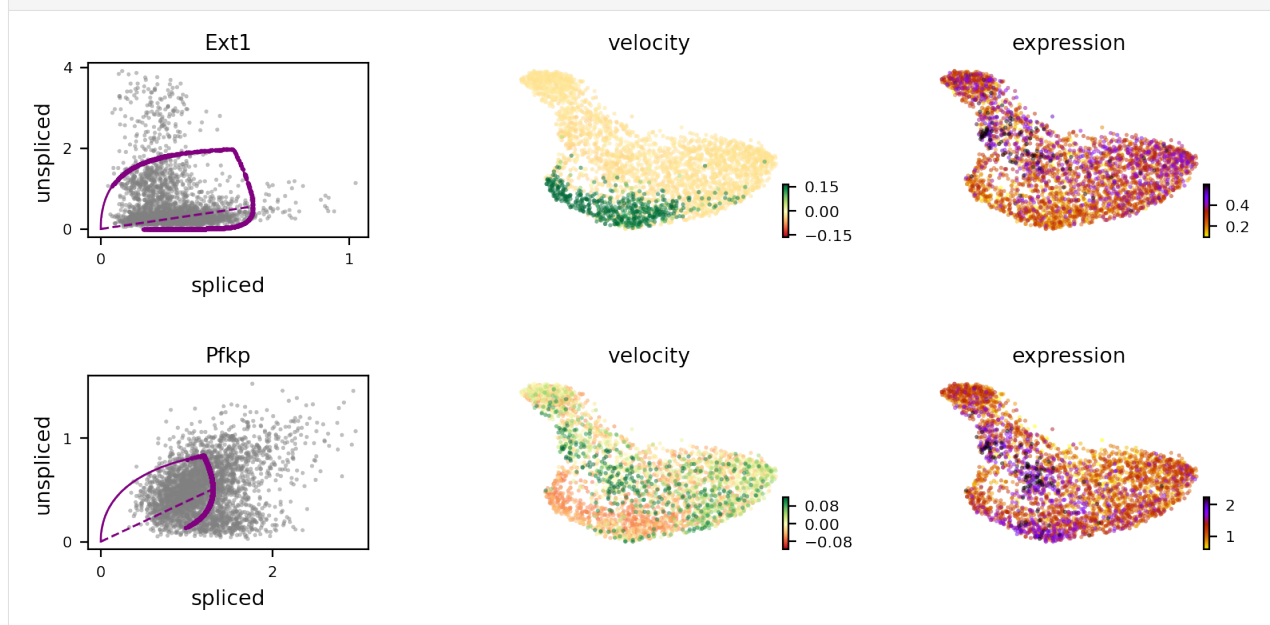 Ext1
velocity
expression
4
2
0
unspliced
0
1
spliced
0.15
0.00
−0.15
0.4
0.2
Pfkp
velocity
expression
1
0
unspliced
0
2
spliced
0.08
0.00
−0.08
2
1